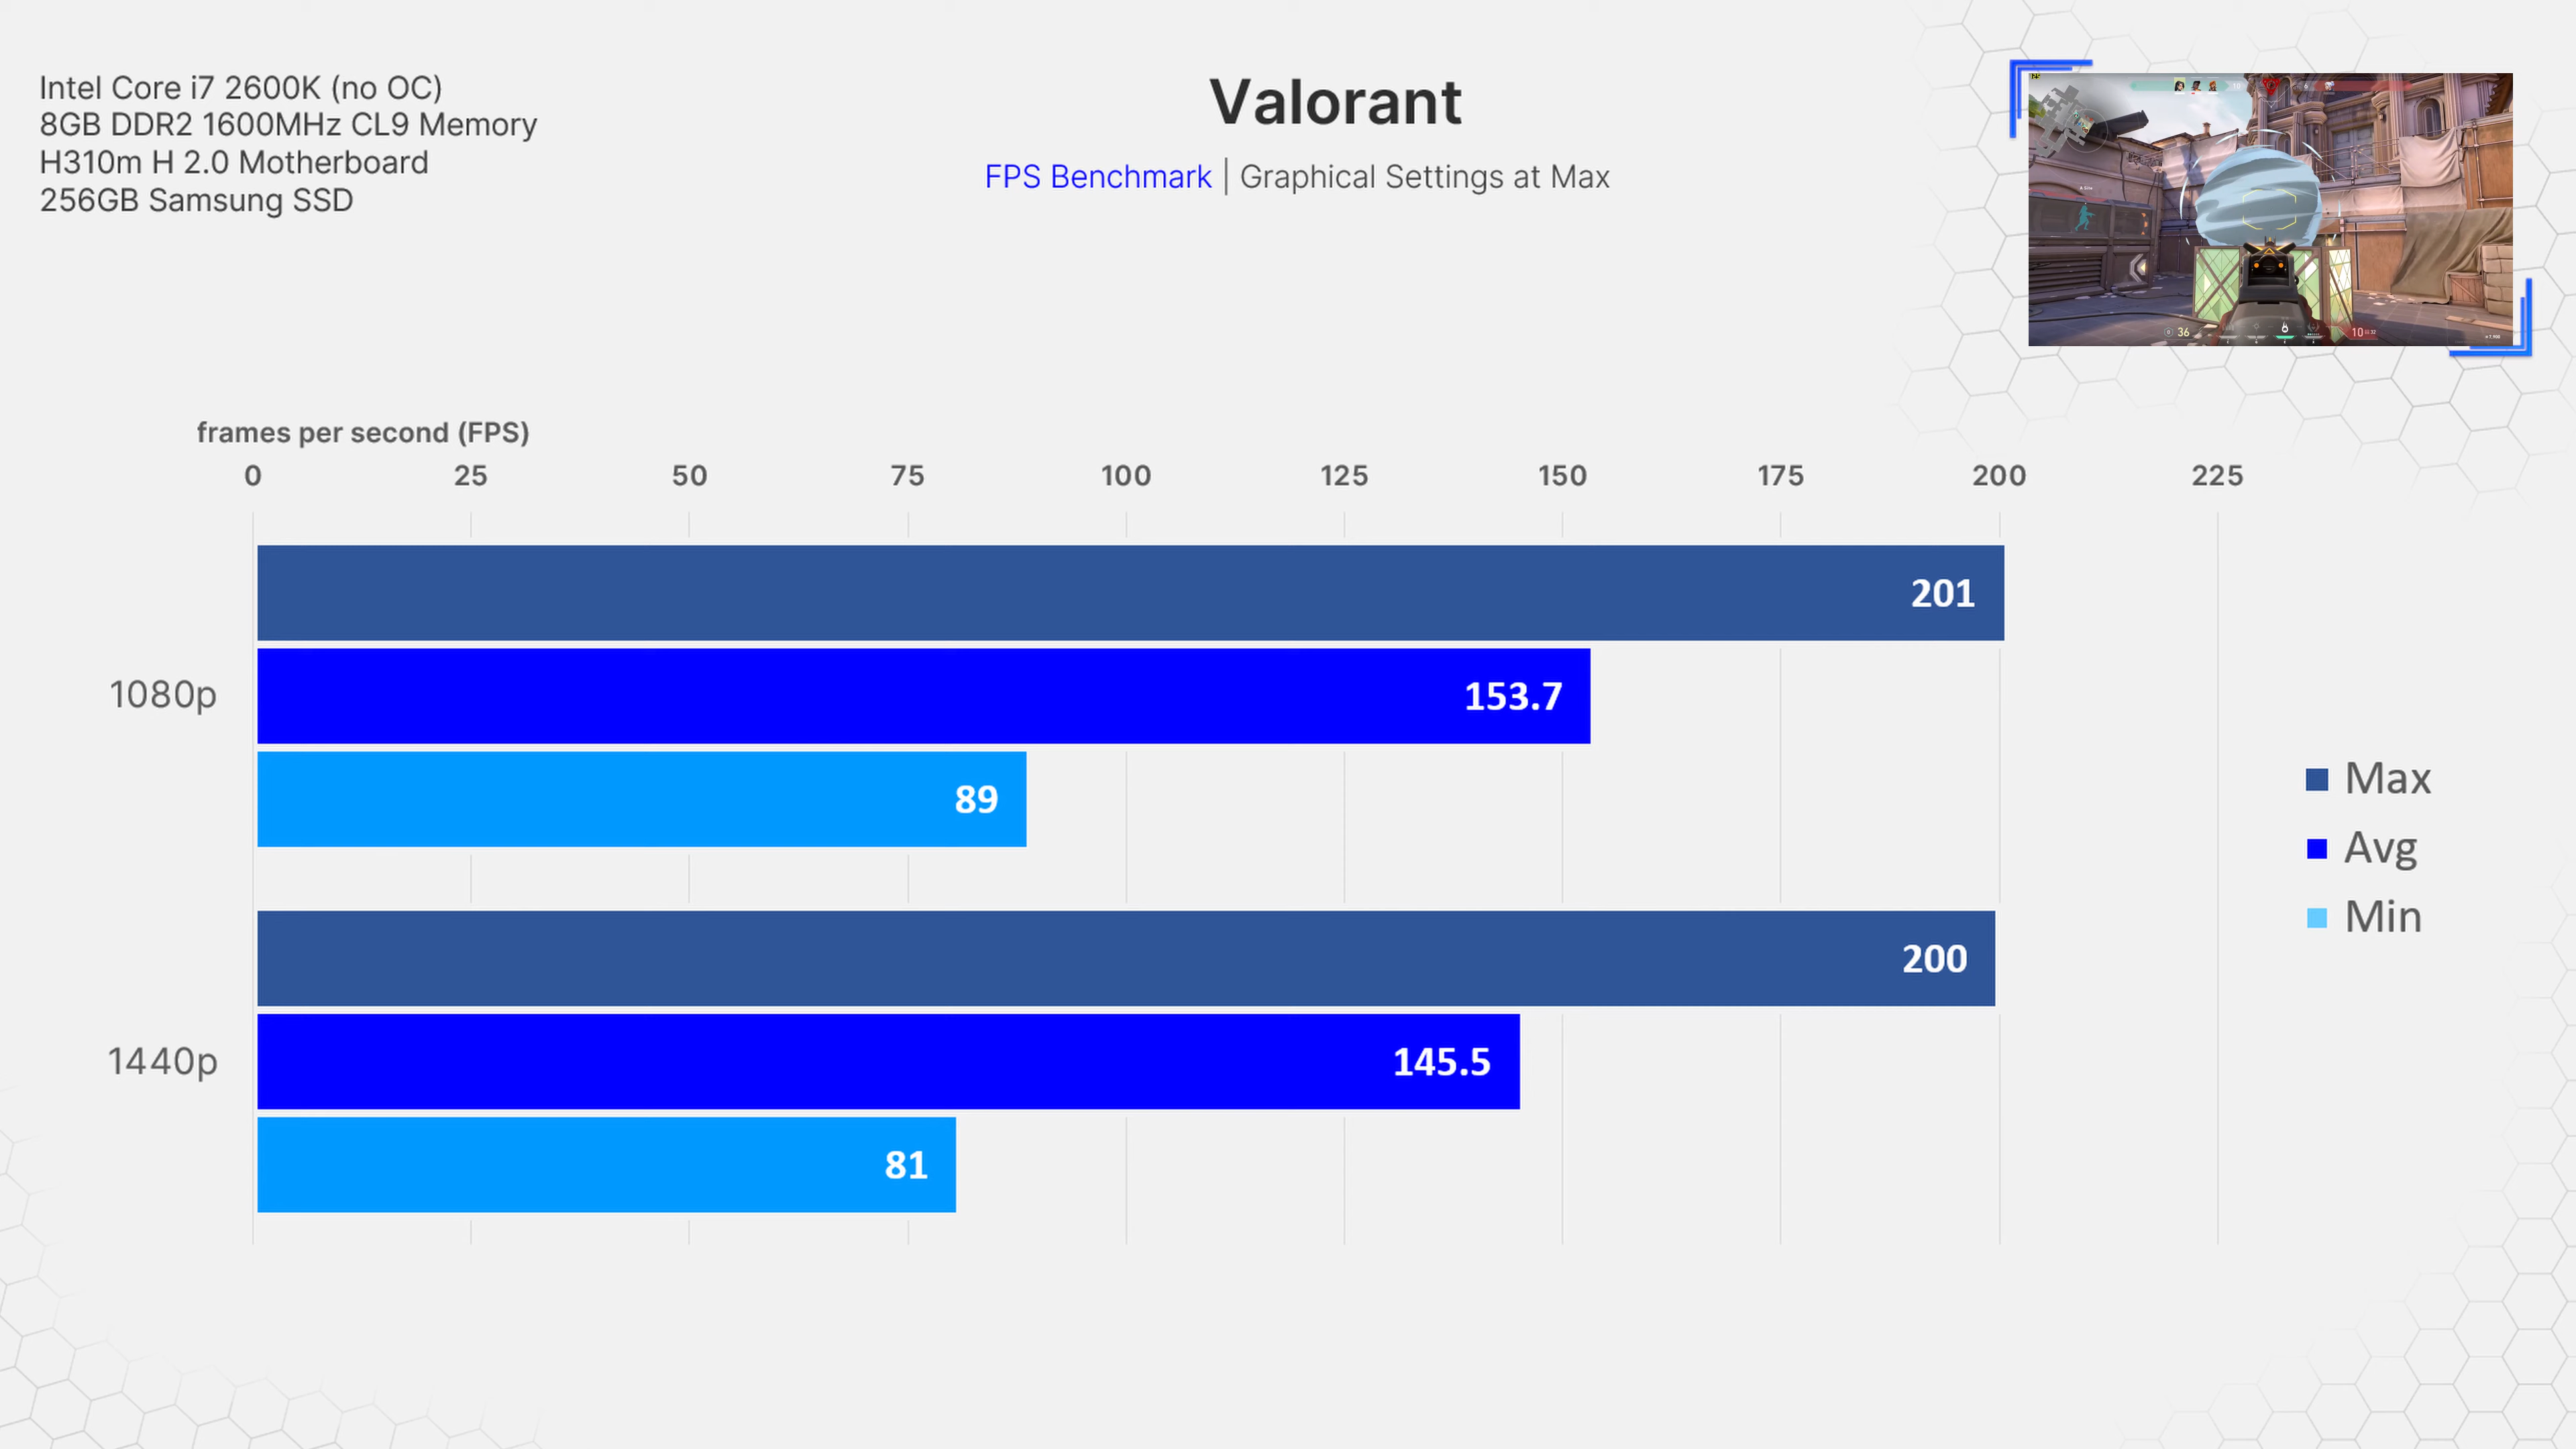 Intel Core i7 2600K (no OC)
8GB DDR2 1600MHz CL9 Memory
H310m H 2.0 Motherboard
256GB Samsung SSD
Valorant
FPS Benchmark | Graphical Settings at Max
36
10
frames per second (FPS)
0 25 50 75 100 125 150 175 200 225
201
1080p
153.7
89
200
1440p
145.5
81
Max
Avg
Min